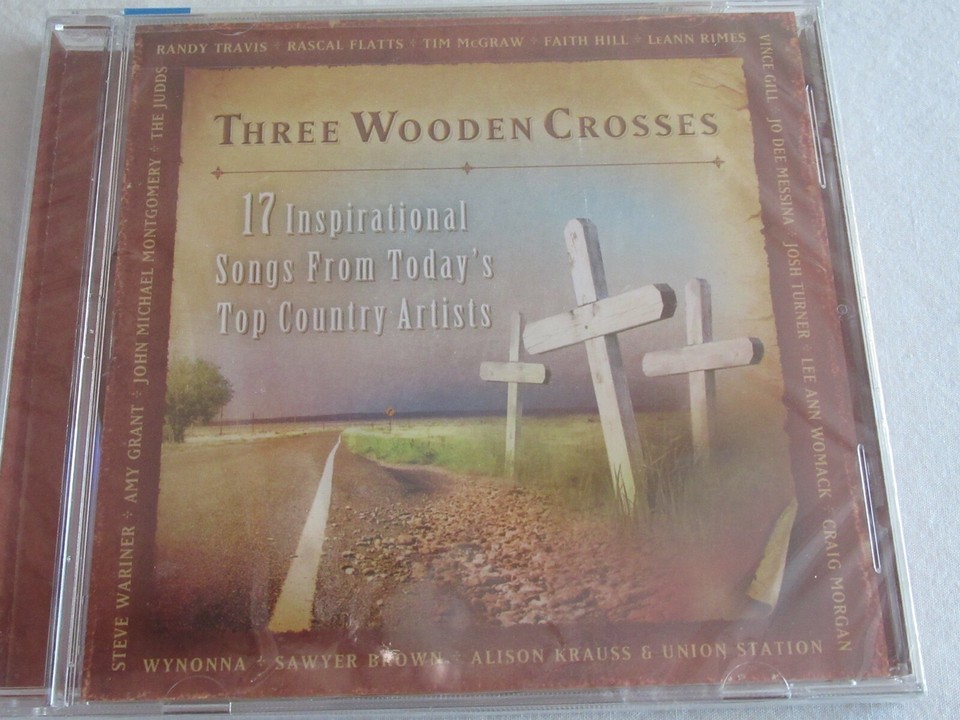 RANDY TRAVIS ÷ RASCAL FLATTS ÷ TIM McGRAW ÷ FAITH HILL ÷ LeANN RIMES
VINCE GILL ÷ JO DEE MESSINA ÷ JOSH TURNER ÷ LEE ANN WOMACK ÷ CRAIG MORGAN
STEVE WARINER ÷ AMY GRANT ÷ JOHN MICHAEL MONTGOMERY ÷ THE JUDDS
THREE WOODEN CROSSES
17 Inspirational
Songs From Today's
Top Country Artists
WYNONNA ÷ SAWYER BROWN ÷ ALISON KRAUSS & UNION STATION